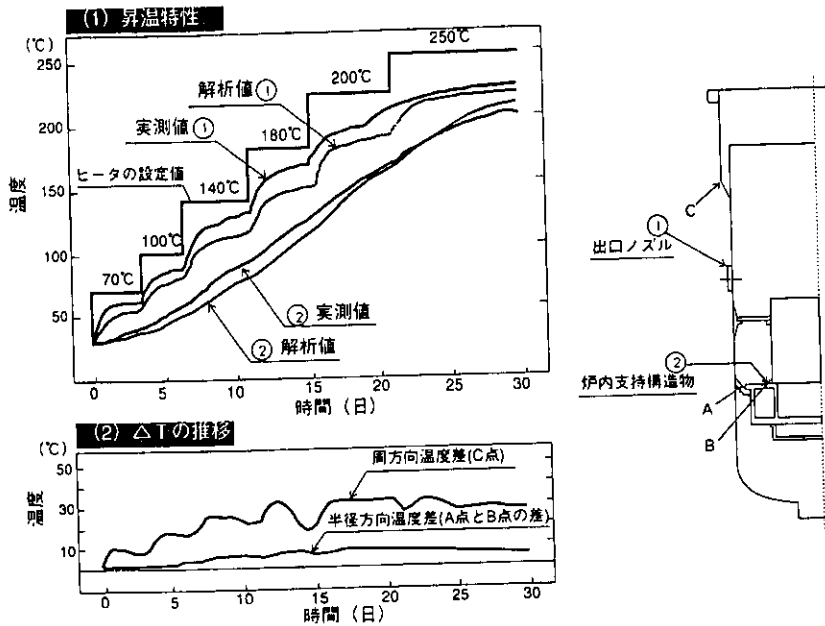 (1) 昇温特性
(℃)
250
200
150
100
50
温度
70℃
100℃
140℃
180℃
200℃
250℃
解析値①
実測値①
ヒータの設定値
② 実測値
② 解析値
0 5 10 15 20 25 30
時間 (日)
(2) △Tの推移
(℃)
50
30
10
温度
周方向温度差(C点)
半径方向温度差(A点とB点の差)
0 5 10 15 20 25 30
時間 (日)
C
①
出口ノズル
②
炉内支持構造物
A
B